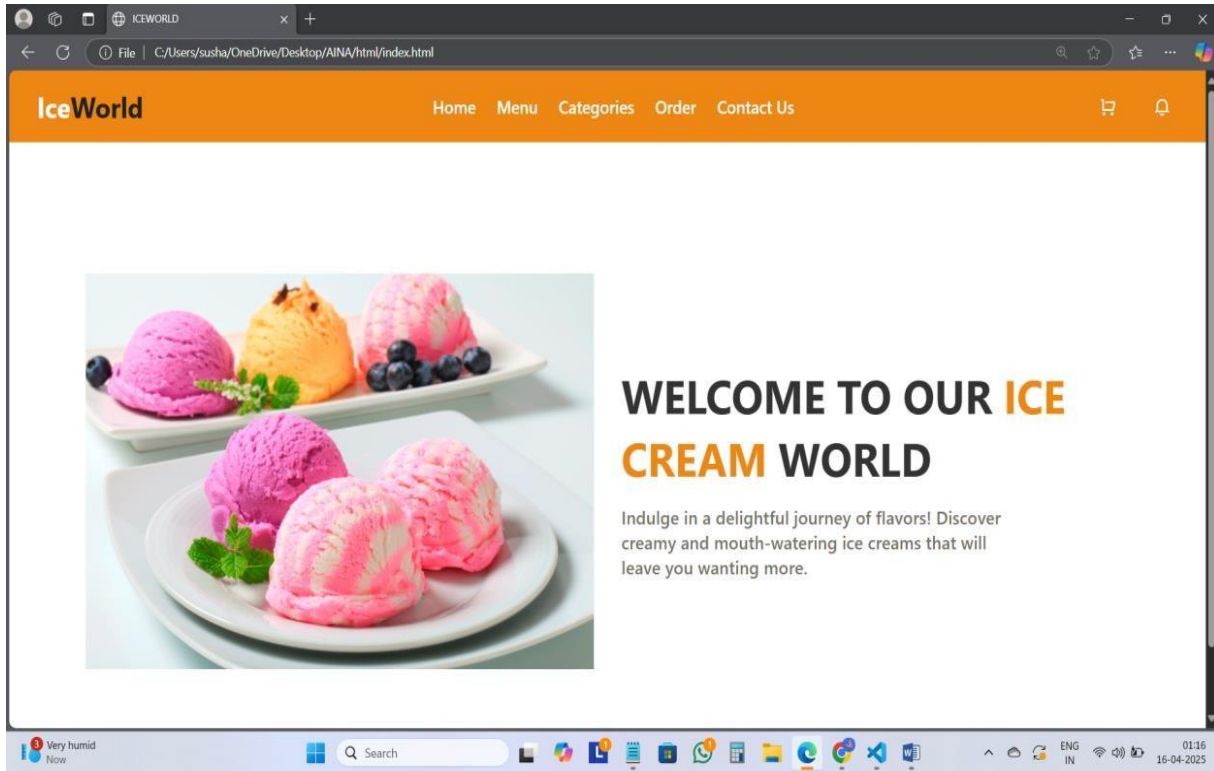 ICEWORLD
File | C:/Users/susha/OneDrive/Desktop/AINA/html/index.html
IceWorld Home Menu Categories Order Contact Us
WELCOME TO OUR ICE
CREAM WORLD
Indulge in a delightful journey of flavors! Discover
creamy and mouth-watering ice creams that will
leave you wanting more.
3 Very humid
Now
Search
ENG
IN
01:16
16-04-2025